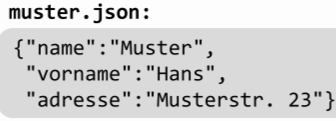 muster.json:
{"name":"Muster",
"vorname":"Hans",
"adresse":"Musterstr. 23"}